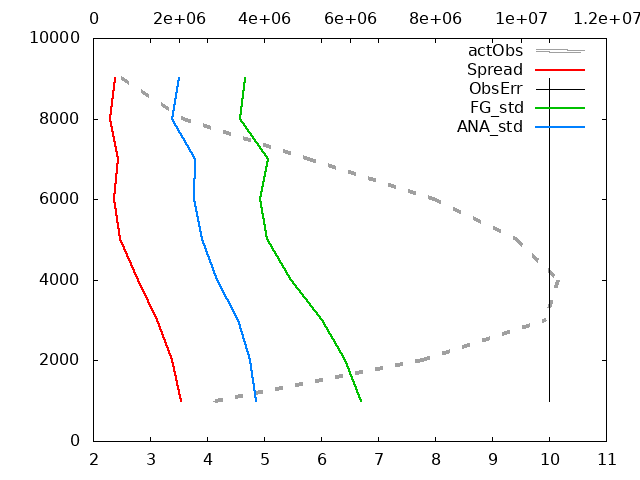 0 2e+06 4e+06 6e+06 8e+06 1e+07 1.2e+07
10000
actObs
Spread
ObsErr
8000
FG_std
ANA_std
6000
4000
2000
0
2 3 4 5 6 7 8 9 10 11